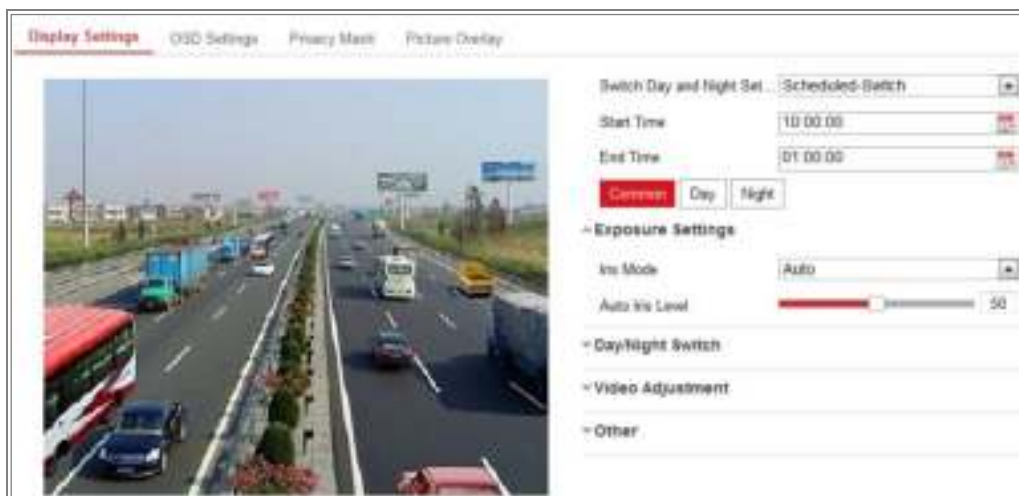 Display Settings OSD Settings Privacy Mask Picture Overlay
Switch Day and Night Set... Scheduled-Switch
Start Time 10:00:00
End Time 01:00:00
Common Day Night
Exposure Settings
Iris Mode Auto
Auto Iris Level 50
Day/Night Switch
Video Adjustment
Other